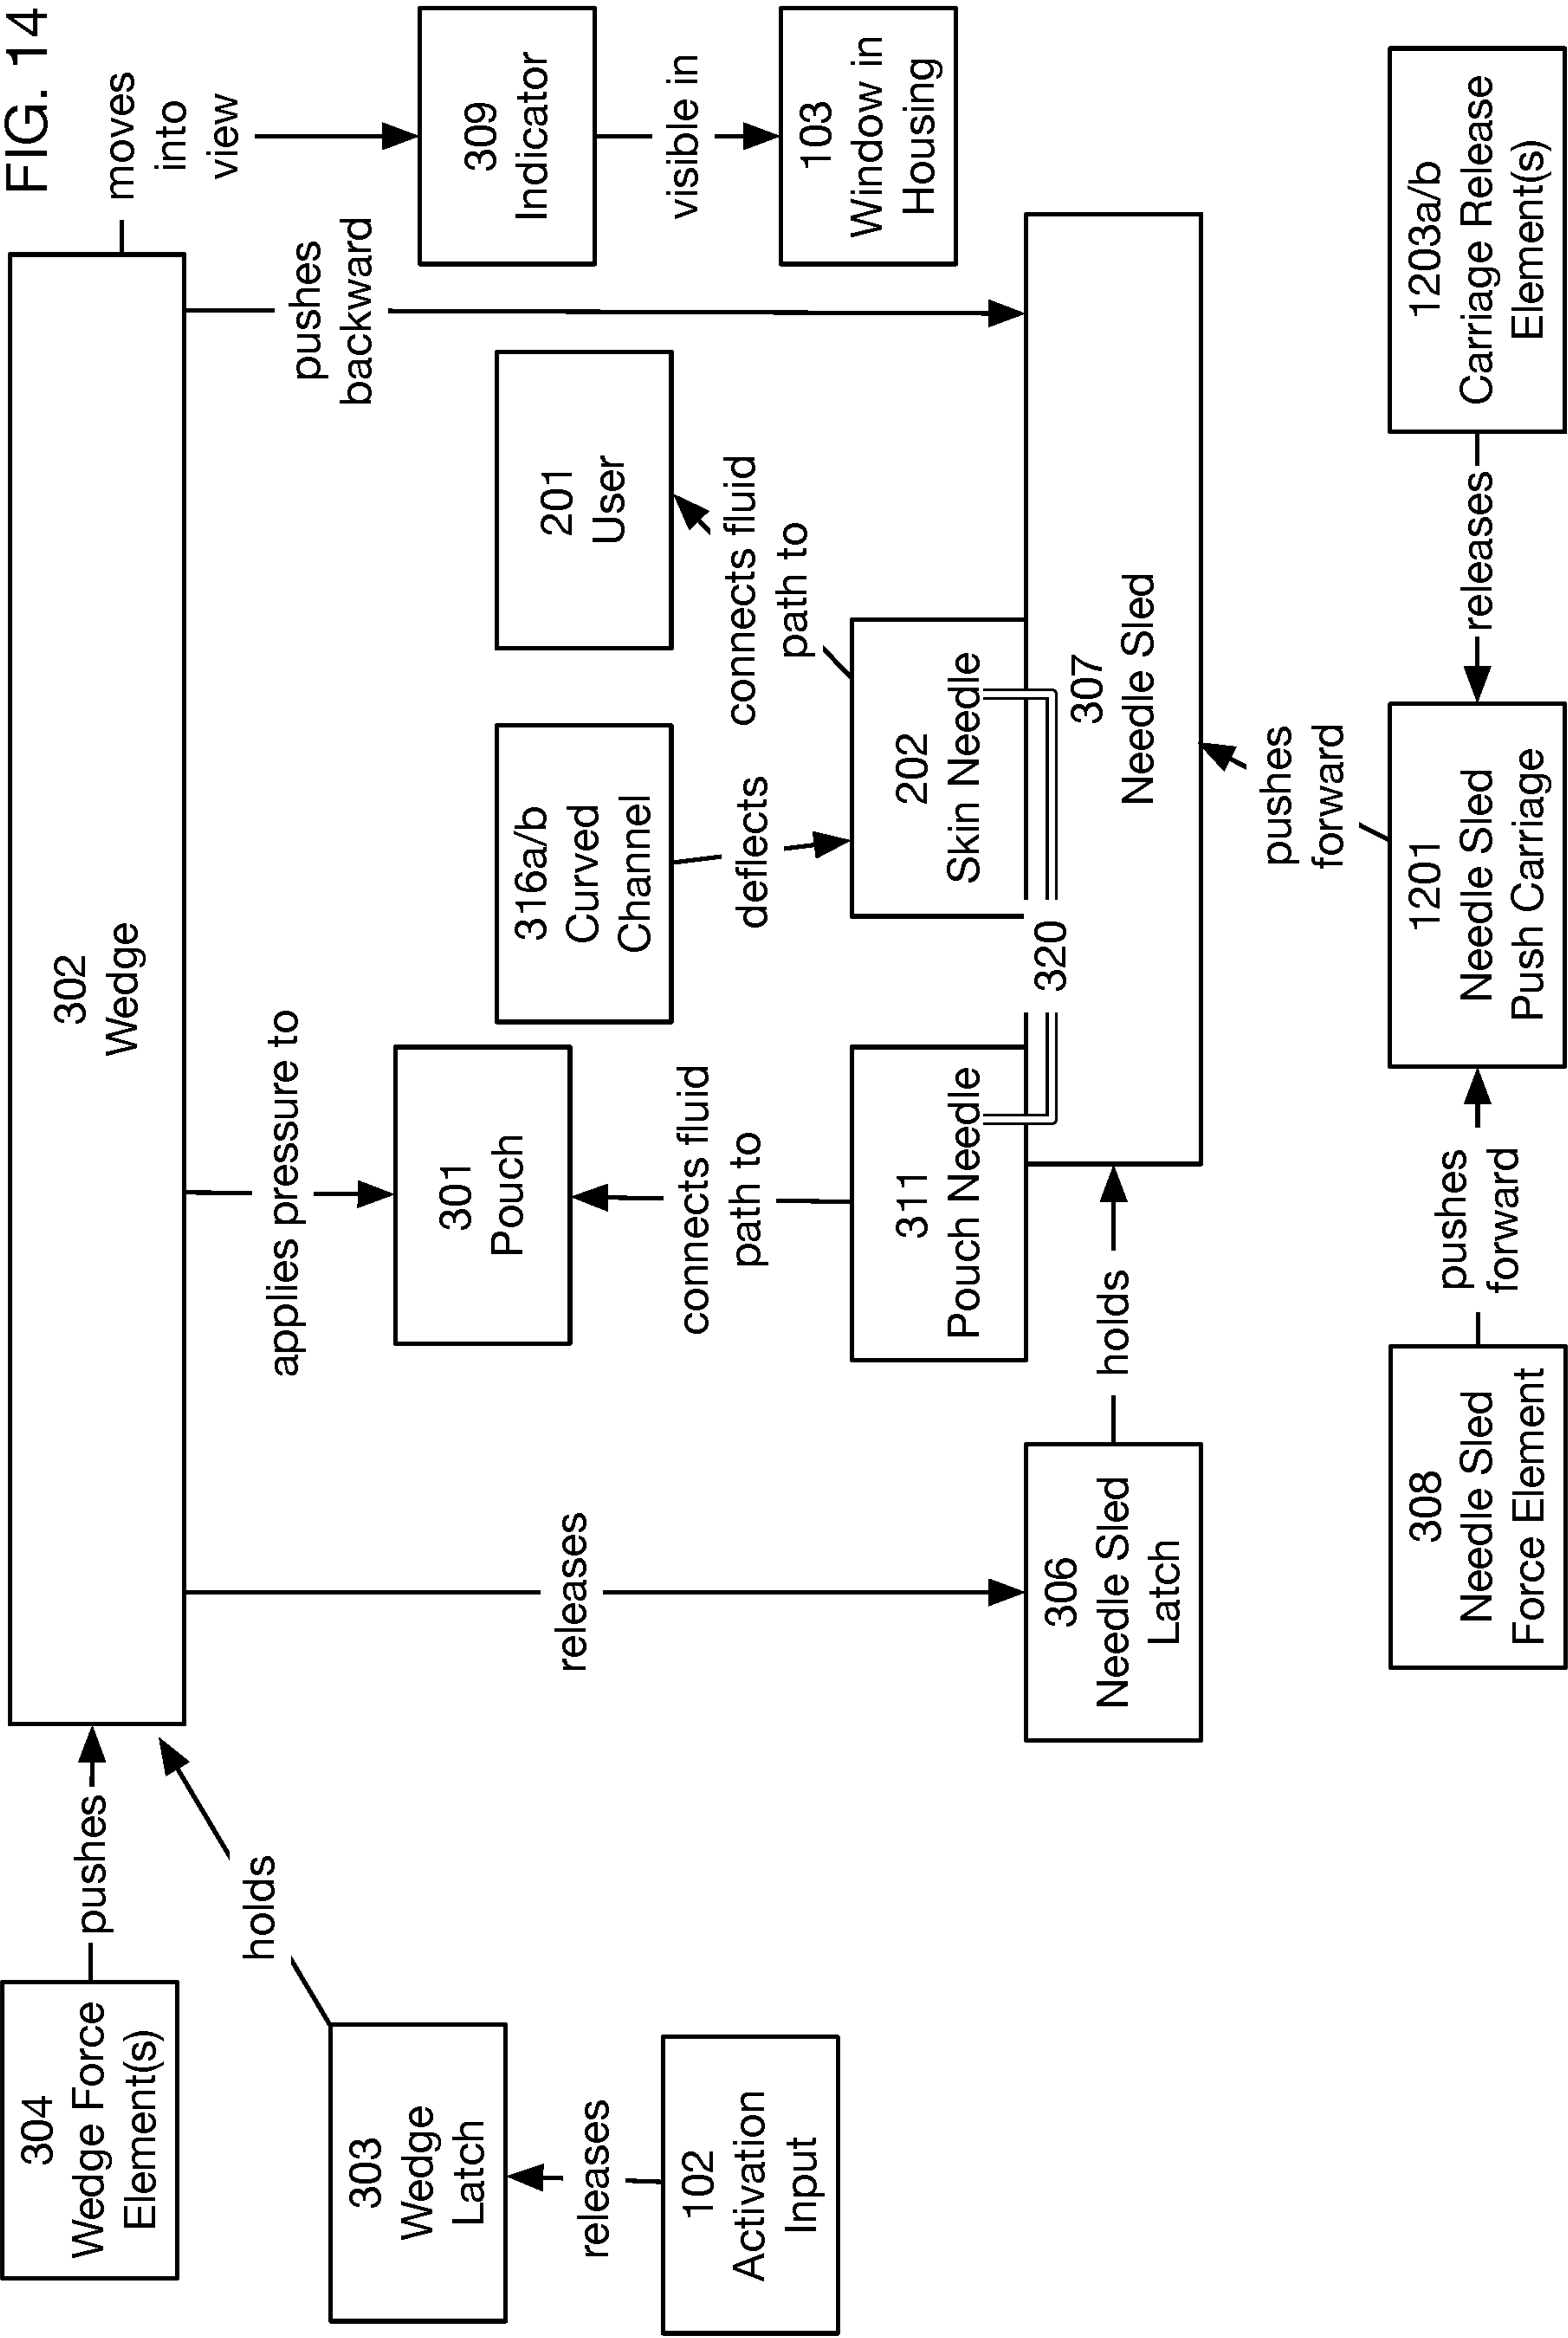 FIG. 14
304
Wedge Force
Element(s)
pushes
302
Wedge
moves
into
view
303
Wedge
Latch
holds
releases
102
Activation
Input
applies pressure to
301
Pouch
pushes
backward
309
Indicator
visible in
103
Window in
Housing
releases
connects fluid
path to
316a/b
Curved
Channel
deflects
201
User
connects fluid
path to
311
Pouch Needle
202
Skin Needle
320
306
Needle Sled
Latch
holds
307
Needle Sled
pushes
forward
308
Needle Sled
Force Element
pushes
forward
1201
Needle Sled
Push Carriage
releases
1203a/b
Carriage Release
Element(s)